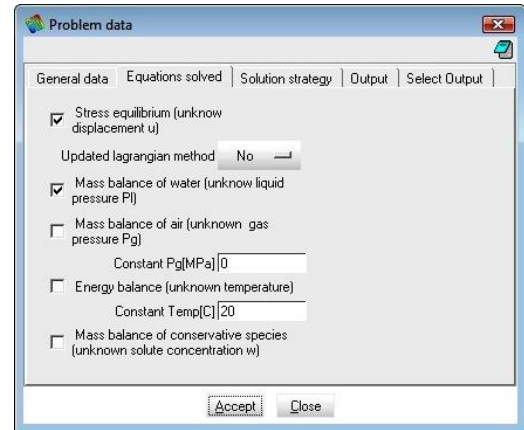 Problem data
General data
Equations solved
Solution strategy
Output
Select Output
Stress equilibrium (unknow
displacement u)
Updated lagrangian method No
Mass balance of water (unknow liquid
pressure Pl)
Mass balance of air (unknown gas
pressure Pg)
Constant Pg[MPa] 0
Energy balance (unknown temperature)
Constant Temp[C] 20
Mass balance of conservative species
(unknown solute concentration w)
Accept
Close